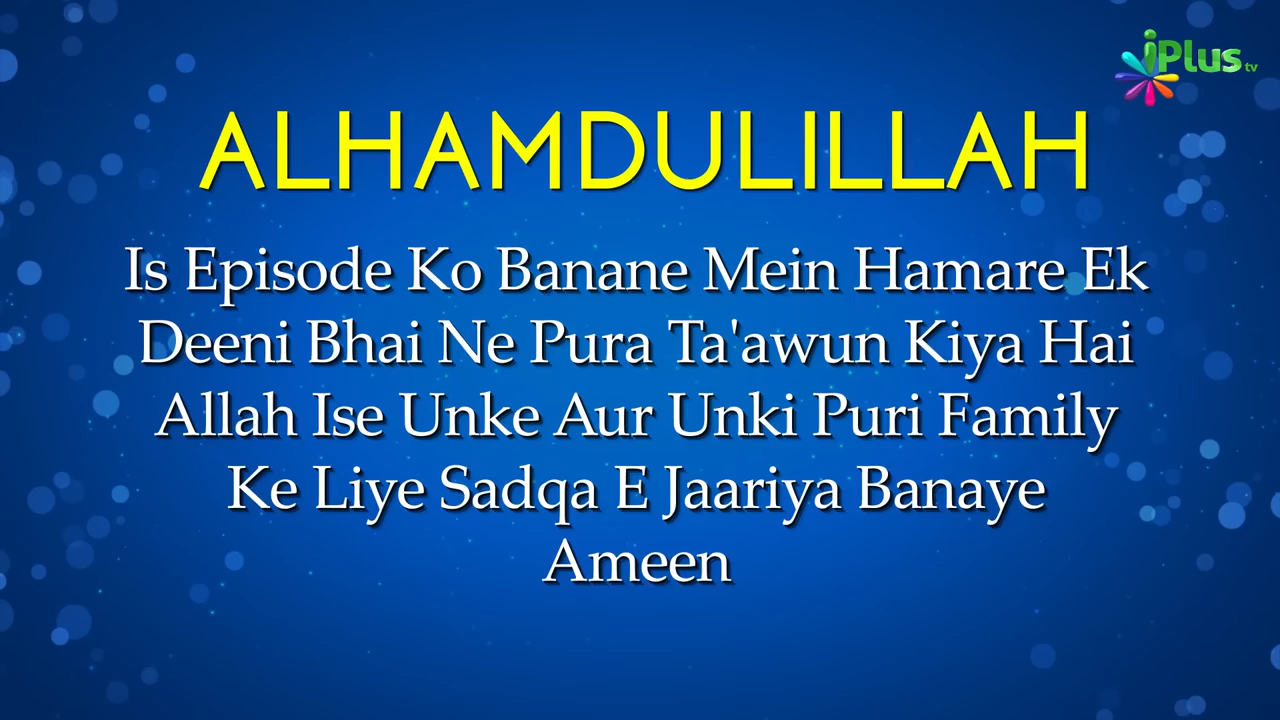 iPlus tv
ALHAMDULILLAH
Is Episode Ko Banane Mein Hamare Ek
Deeni Bhai Ne Pura Ta'awun Kiya Hai
Allah Ise Unke Aur Unki Puri Family
Ke Liye Sadqa E Jaariya Banaye
Ameen